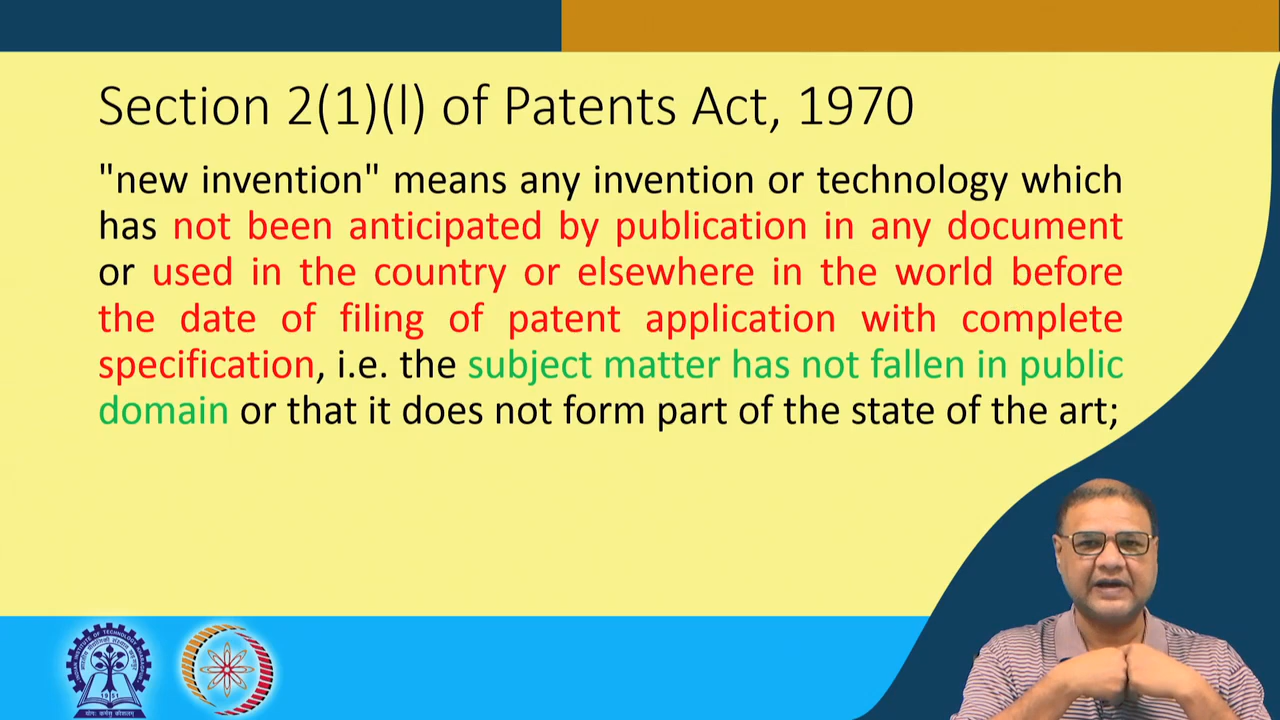 Section 2(1)(l) of Patents Act, 1970
"new invention" means any invention or technology which
has not been anticipated by publication in any document
or used in the country or elsewhere in the world before
the date of filing of patent application with complete
specification, i.e. the subject matter has not fallen in public
domain or that it does not form part of the state of the art;
1951